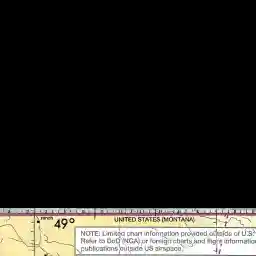 49°
UNITED STATES (MONTANA)
NOTE: Limited chart information provided outside of U.S.
Refer to DoD (NGA) or foreign charts and flight information
publications outside US airspace.